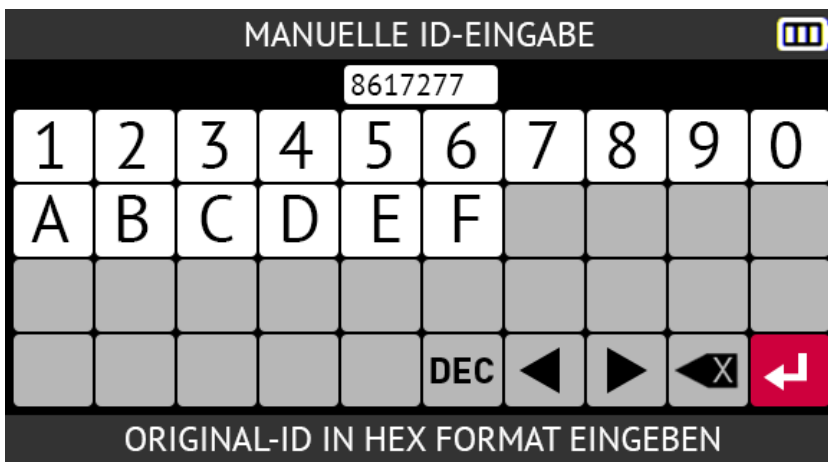 MANUELLE ID-EINGABE
8617277
1 2 3 4 5 6 7 8 9 0
A B C D E F
DEC X
ORIGINAL-ID IN HEX FORMAT EINGEBEN